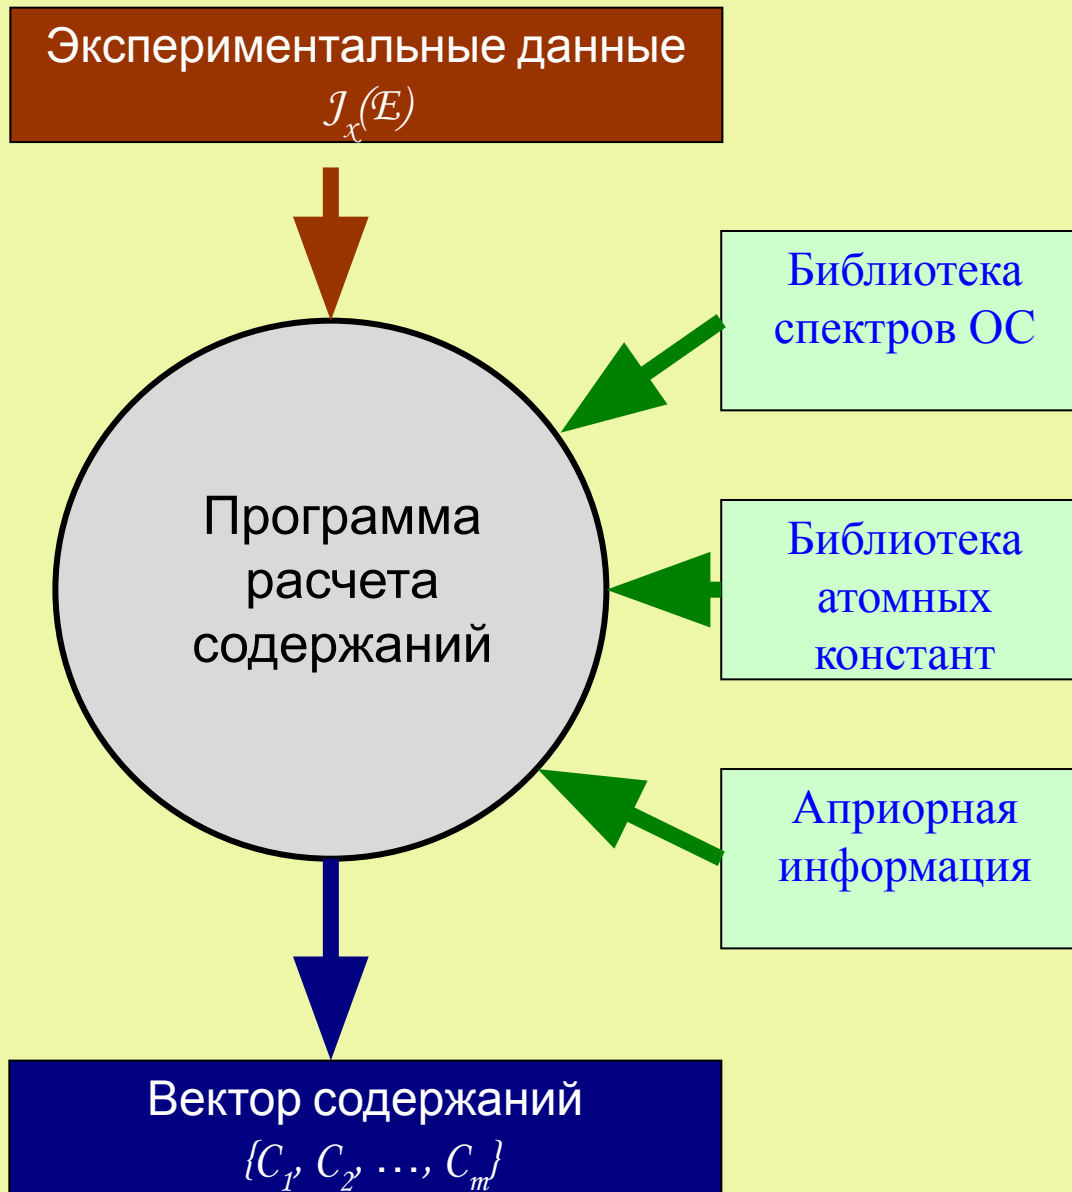 Экспериментальные данные
J_x(E)
Библиотека
спектров ОС
Программа
расчета
содержаний
Библиотека
атомных
констант
Априорная
информация
Вектор содержаний
{C_1, C_2, …, C_m}